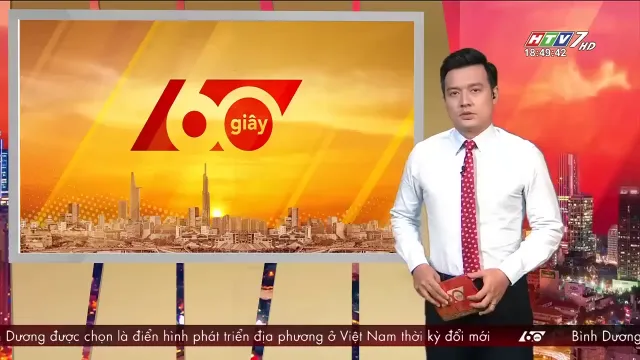 HTV7 HD
18:49:42
60 giây
Dương được chọn là điển hình phát triển địa phương ở Việt Nam thời kỳ đổi mới 60 Bình Dương